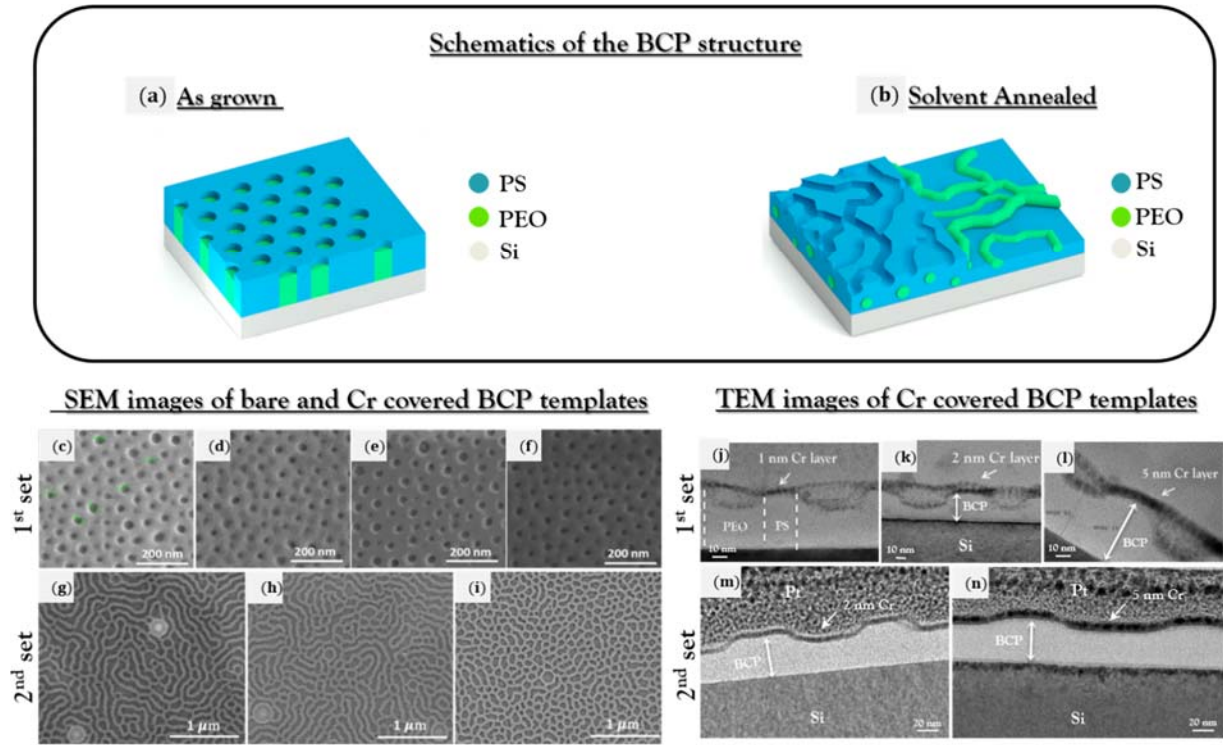 Schematics of the BCP structure
(a) As grown
PS
PEO
Si
(b) Solvent Annealed
PS
PEO
Si
SEM images of bare and Cr covered BCP templates
1st set
(c)
200 nm
(d)
200 nm
(e)
200 nm
(f)
200 nm
2nd set
(g)
1 µm
(h)
1 µm
(i)
1 µm
TEM images of Cr covered BCP templates
1st set
(j)
1 nm Cr layer
PEO
PS
10 nm
(k)
2 nm Cr layer
BCP
Si
10 nm
(l)
5 nm Cr layer
BCP
10 nm
2nd set
(m)
Pt
2 nm Cr
BCP
Si
20 nm
(n)
Pt
5 nm Cr
BCP
Si
20 nm